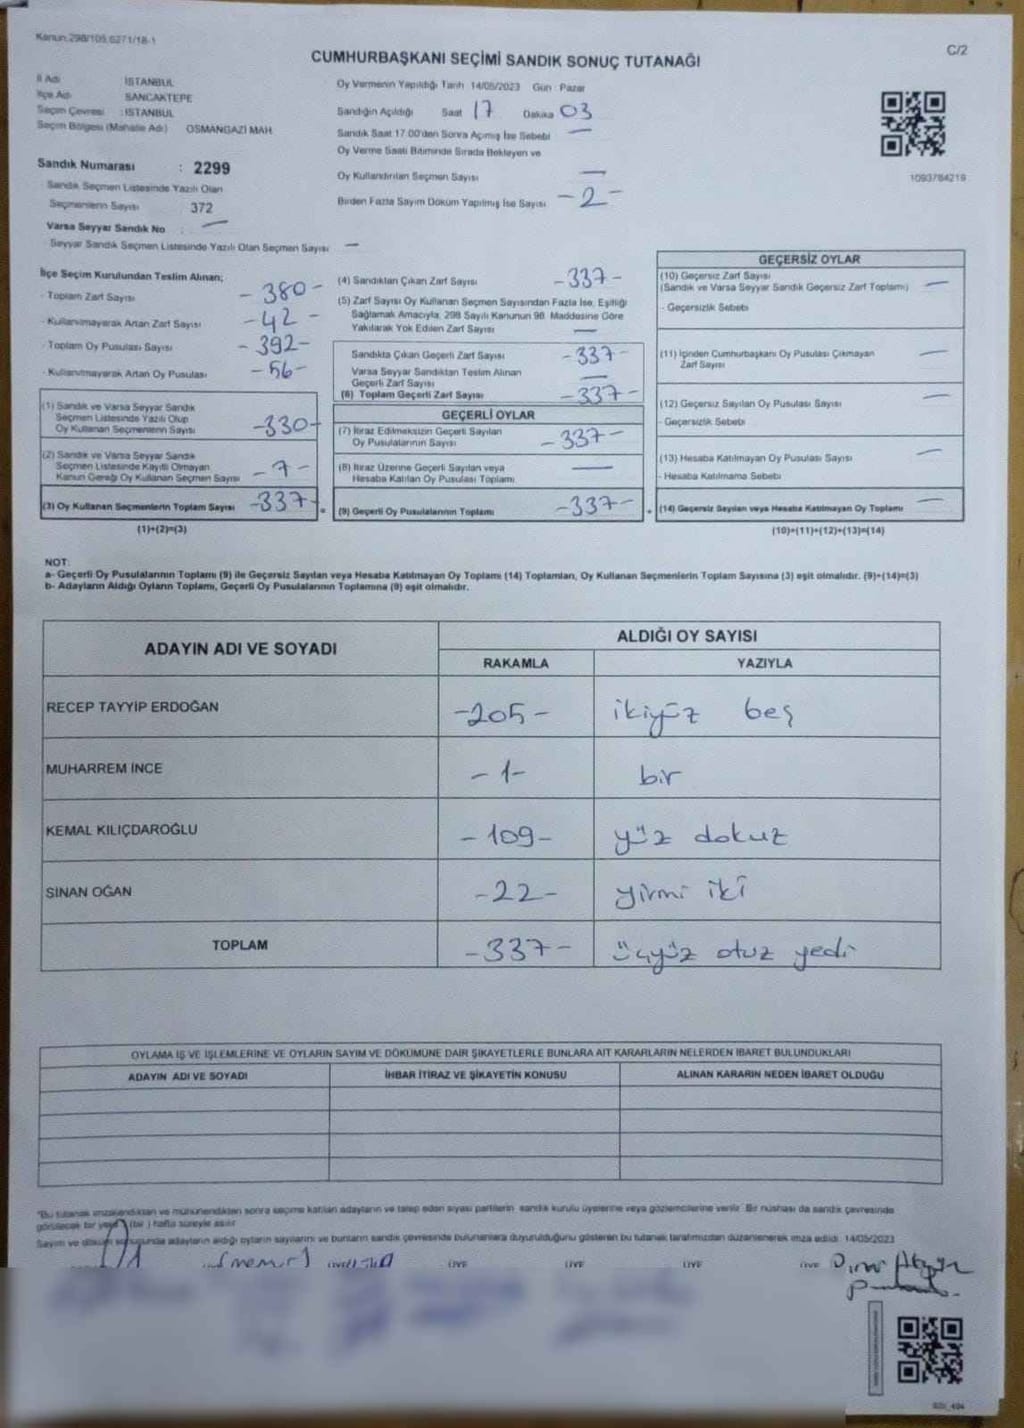 Kanun:298/105,6271/18-1
C/2
CUMHURBAŞKANI SEÇİMİ SANDIK SONUÇ TUTANAĞI
İl Adı : İSTANBUL
İlçe Adı : SANCAKTEPE
Seçim Çevresi : İSTANBUL
Seçim Bölgesi (Mahalle Adı) OSMANGAZİ MAH.
Sandık Numarası : 2299
Sandık Seçmen Listesinde Yazılı Olan
Seçmenlerin Sayısı 372
Varsa Seyyar Sandık No : —
Seyyar Sandık Seçmen Listesinde Yazılı Olan Seçmen Sayısı —
Oy Vermenin Yapıldığı Tarih 14/05/2023 Gün : Pazar
Sandığın Açıldığı Saat 17 Dakika 03
Sandık Saat 17.00'den Sonra Açılmış İse Sebebi —
Oy Verme Saati Bitiminde Sırada Bekleyen ve
Oy Kullandırılan Seçmen Sayısı —
Birden Fazla Sayım Döküm Yapılmış İse Sayısı -2-
1093784219
İlçe Seçim Kurulundan Teslim Alınan;
- Toplam Zarf Sayısı -380-
- Kullanılmayarak Artan Zarf Sayısı -42-
- Toplam Oy Pusulası Sayısı -392-
- Kullanılmayarak Artan Oy Pusulası -56-
(1) Sandık ve Varsa Seyyar Sandık
Seçmen Listesinde Yazılı Olup
Oy Kullanan Seçmenlerin Sayısı -330-
(2) Sandık ve Varsa Seyyar Sandık
Seçmen Listesinde Kayıtlı Olmayan
Kanun Gereği Oy Kullanan Seçmen Sayısı -7-
(3) Oy Kullanan Seçmenlerin Toplam Sayısı -337-
(1)+(2)=(3)
(4) Sandıktan Çıkan Zarf Sayısı -337-
(5) Zarf Sayısı Oy Kullanan Seçmen Sayısından Fazla İse, Eşitliği
Sağlamak Amacıyla, 298 Sayılı Kanunun 98. Maddesine Göre
Yakılarak Yok Edilen Zarf Sayısı —
Sandıkta Çıkan Geçerli Zarf Sayısı -337-
Varsa Seyyar Sandıktan Teslim Alınan
Geçerli Zarf Sayısı —
(6) Toplam Geçerli Zarf Sayısı -337-
GEÇERLİ OYLAR
(7) İtiraz Edilmeksizin Geçerli Sayılan
Oy Pusulalarının Sayısı -337-
(8) İtiraz Üzerine Geçerli Sayılan veya
Hesaba Katılan Oy Pusulası Toplamı —
= (9) Geçerli Oy Pusulalarının Toplamı -337-
GEÇERSİZ OYLAR
(10) Geçersiz Zarf Sayısı
(Sandık ve Varsa Seyyar Sandık Geçersiz Zarf Toplamı) —
- Geçersizlik Sebebi
(11) İçinden Cumhurbaşkanı Oy Pusulası Çıkmayan
Zarf Sayısı —
(12) Geçersiz Sayılan Oy Pusulası Sayısı —
- Geçersizlik Sebebi
(13) Hesaba Katılmayan Oy Pusulası Sayısı —
- Hesaba Katılmama Sebebi
+ (14) Geçersiz Sayılan veya Hesaba Katılmayan Oy Toplamı —
(10)+(11)+(12)+(13)=(14)
NOT:
a- Geçerli Oy Pusulalarının Toplamı (9) ile Geçersiz Sayılan veya Hesaba Katılmayan Oy Toplamı (14) Toplamları, Oy Kullanan Seçmenlerin Toplam Sayısına (3) eşit olmalıdır. (9)+(14)=(3)
b- Adayların Aldığı Oyların Toplamı, Geçerli Oy Pusulalarının Toplamına (9) eşit olmalıdır.
ADAYIN ADI VE SOYADI ALDIĞI OY SAYISI
RAKAMLA YAZIYLA
RECEP TAYYİP ERDOĞAN -205- ikiyüz beş
MUHARREM İNCE -1- bir
KEMAL KILIÇDAROĞLU -109- yüz dokuz
SİNAN OĞAN -22- yirmi iki
TOPLAM -337- üçyüz otuz yedi
OYLAMA İŞ VE İŞLEMLERİNE VE OYLARIN SAYIM VE DÖKÜMÜNE DAİR ŞİKAYETLERLE BUNLARA AİT KARARLARIN NELERDEN İBARET BULUNDUKLARI
ADAYIN ADI VE SOYADI İHBAR İTİRAZ VE ŞİKAYETİN KONUSU ALINAN KARARIN NEDEN İBARET OLDUĞU
"Bu tutanak imzalandıktan ve mühürlendikten sonra seçime katılan adayların ve talep eden siyasi partilerin sandık kurulu üyelerine veya gözlemcilerine verilir. Bir nüshası da sandık çevresinde
görülecek bir yere (bir) hafta süreyle asılır.
Sayım ve döküm sonucunda adayların aldığı oyların sayılarını ve bunların sandık çevresinde bulunanlara duyurulduğunu gösteren bu tutanak tarafımızdan düzenlenerek imza edildi. 14/05/2023
(memur) ÜYE ÜYE ÜYE ÜYE